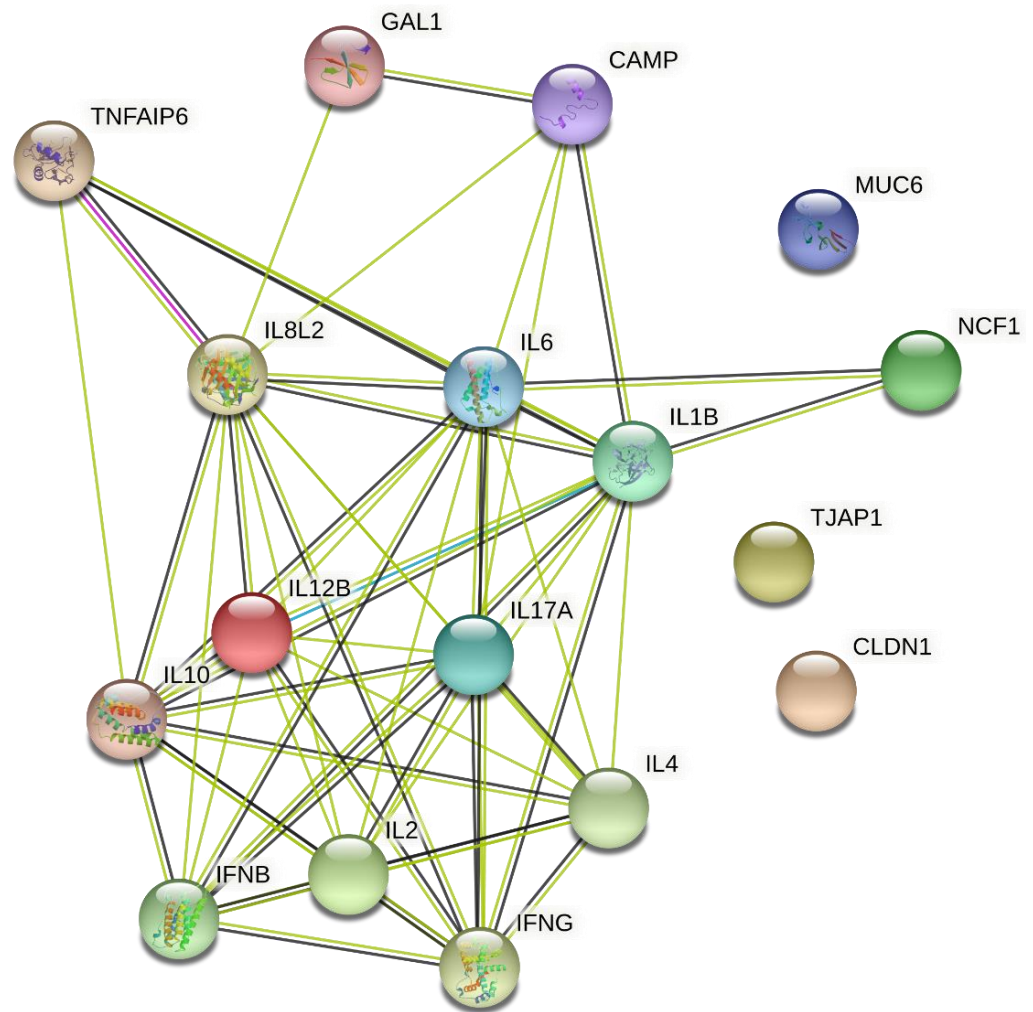 GAL1
CAMP
TNFAIP6
MUC6
NCF1
IL8L2
IL6
IL1B
TJAP1
IL12B
IL17A
CLDN1
IL10
IL4
IL2
IFNB
IFNG